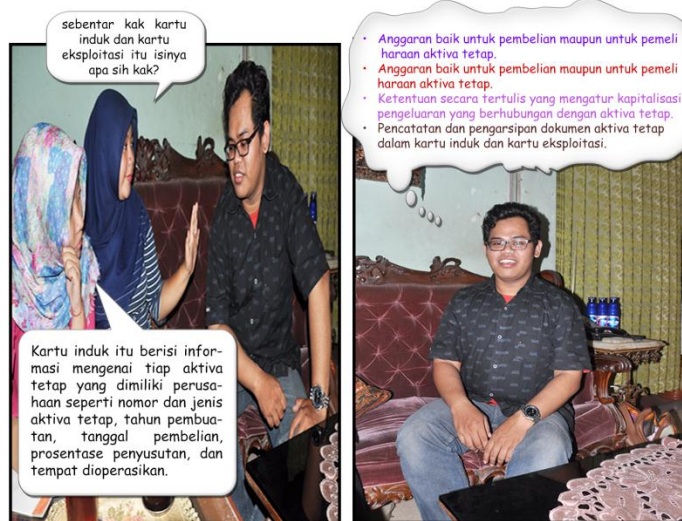 sebentar kak kartu
induk dan kartu
eksploitasi itu isinya
apa sih kak?
Kartu induk itu berisi infor-
masi mengenai tiap aktiva
tetap yang dimiliki perusa-
haan seperti nomor dan jenis
aktiva tetap, tahun pembua-
tan, tanggal pembelian,
prosentase penyusutan, dan
tempat dioperasikan.
• Anggaran baik untuk pembelian maupun untuk pemeli
haraan aktiva tetap.
• Anggaran baik untuk pembelian maupun untuk pemeli
haraan aktiva tetap.
• Ketentuan secara tertulis yang mengatur kapitalisasi
pengeluaran yang berhubungan dengan aktiva tetap.
• Pencatatan dan pengarsipan dokumen aktiva tetap
dalam kartu induk dan kartu eksploitasi.